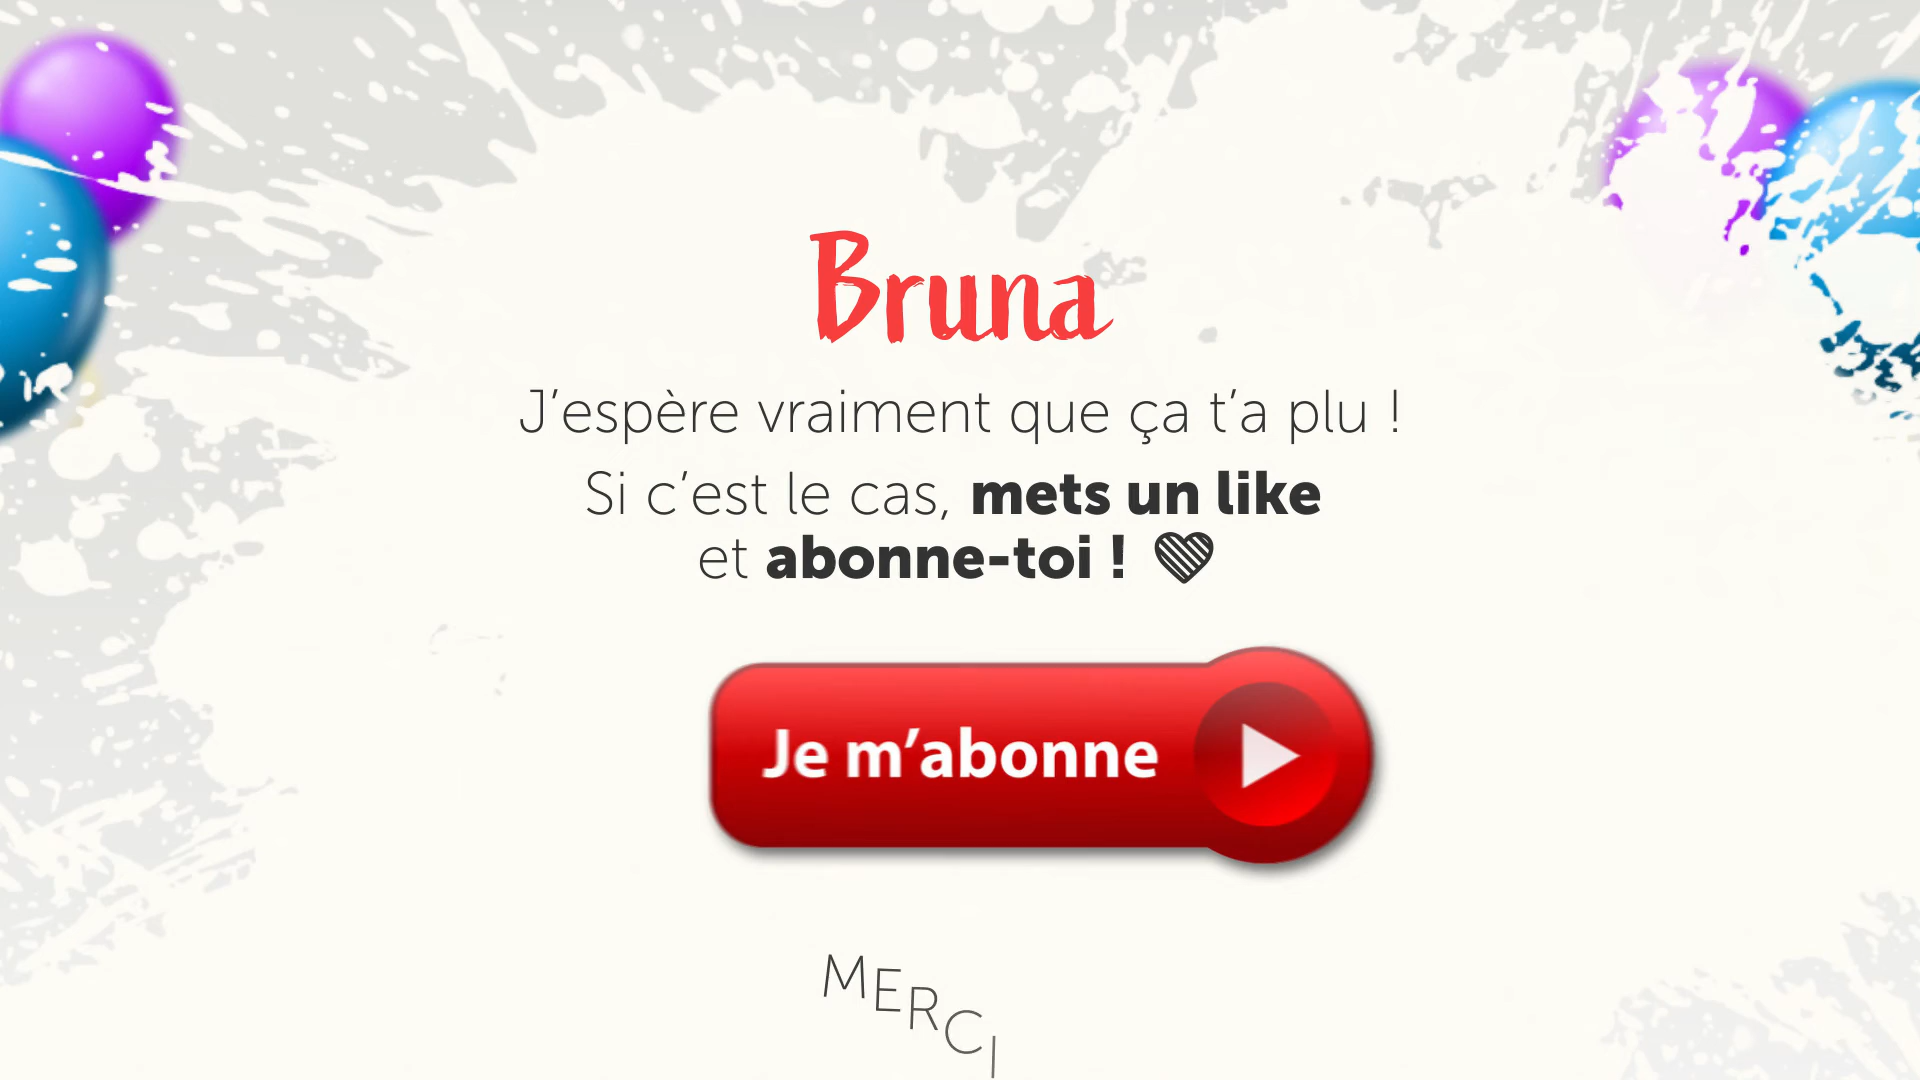 Bruna
J’espère vraiment que ça t’a plu !
Si c’est le cas, mets un like
et abonne-toi !
Je m’abonne
MERCI